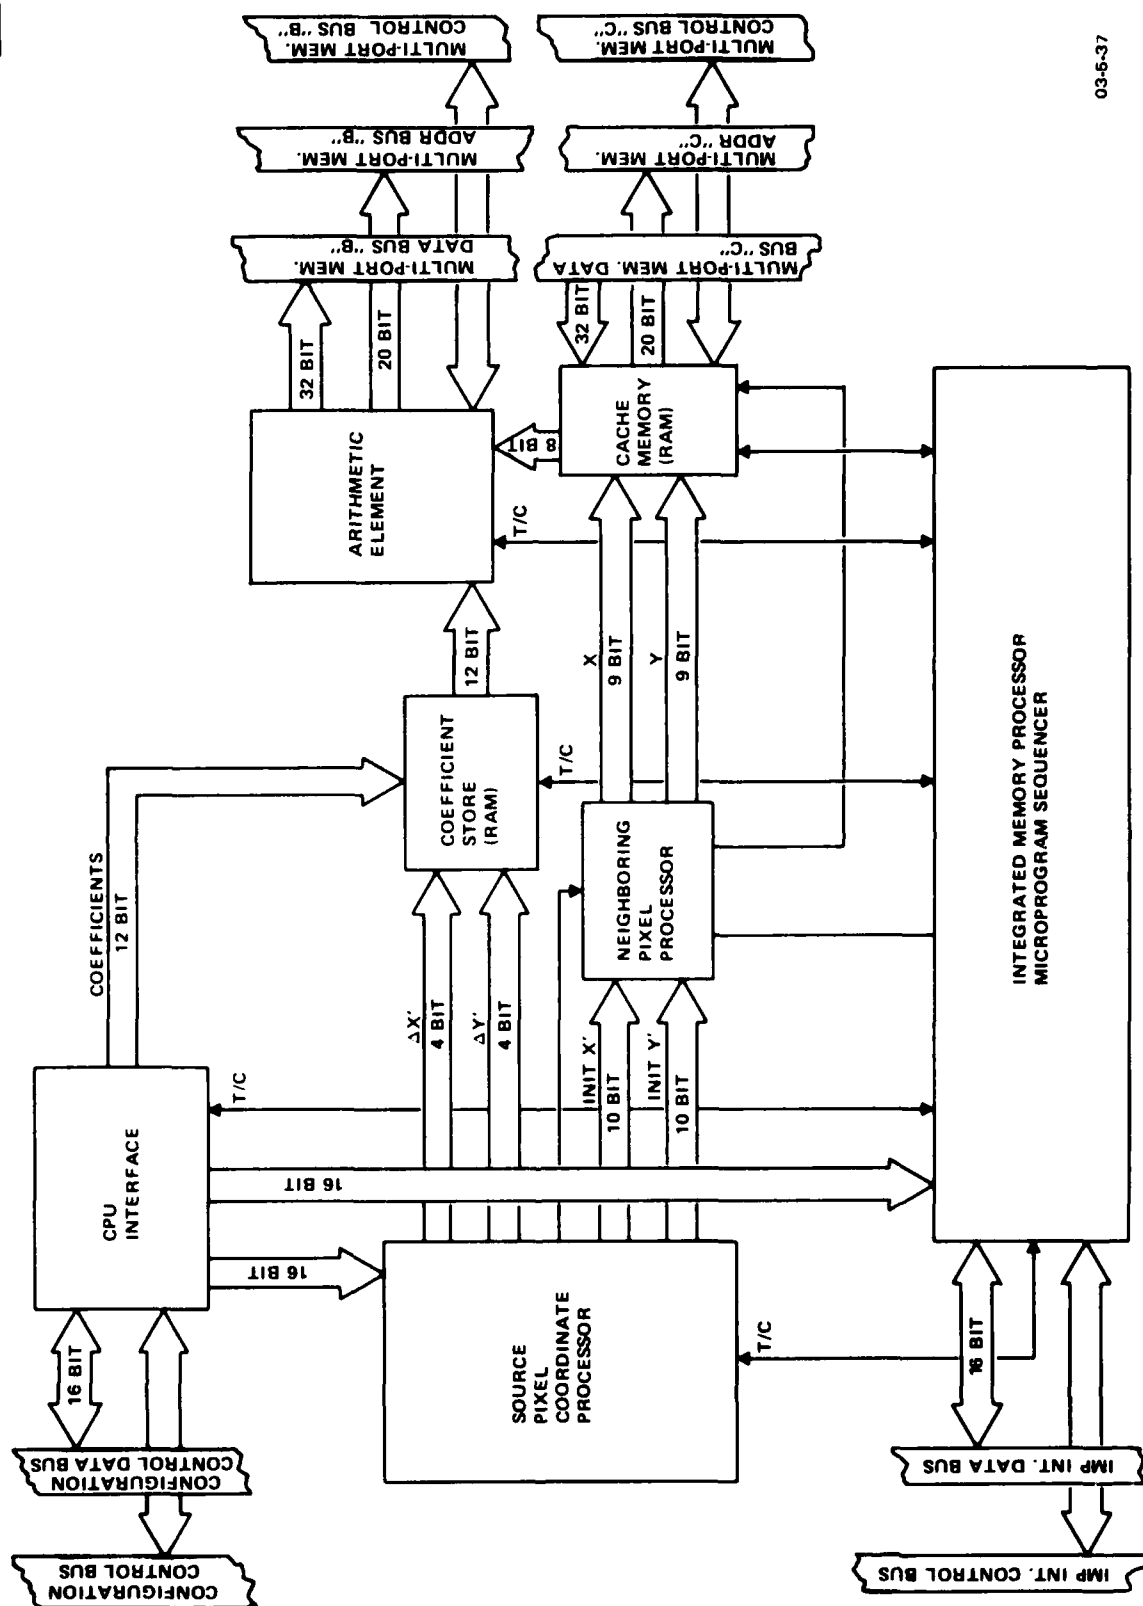 CONFIGURATION
CONTROL BUS
CONFIGURATION
CONTROL DATA BUS
16 BIT
CPU
INTERFACE
COEFFICIENTS
12 BIT
T/C
16 BIT
16 BIT
SOURCE
PIXEL
COORDINATE
PROCESSOR
T/C
ΔX'
4 BIT
ΔY'
4 BIT
INIT X'
10 BIT
INIT Y'
10 BIT
COEFFICIENT
STORE
(RAM)
T/C
12 BIT
NEIGHBORING
PIXEL
PROCESSOR
X
9 BIT
Y
9 BIT
ARITHMETIC
ELEMENT
T/C
8 BIT
CACHE
MEMORY
(RAM)
32 BIT
20 BIT
32 BIT
20 BIT
MULTI-PORT MEM.
DATA BUS "B"
MULTI-PORT MEM.
ADDR BUS "B"
MULTI-PORT MEM.
CONTROL BUS "B"
MULTI-PORT MEM. DATA
BUS "C"
MULTI-PORT MEM.
ADDR "C"
MULTI-PORT MEM.
CONTROL BUS "C"
INTEGRATED MEMORY PROCESSOR
MICROPROGRAM SEQUENCER
16 BIT
IMP INT. DATA BUS
IMP INT. CONTROL BUS
03-5-37